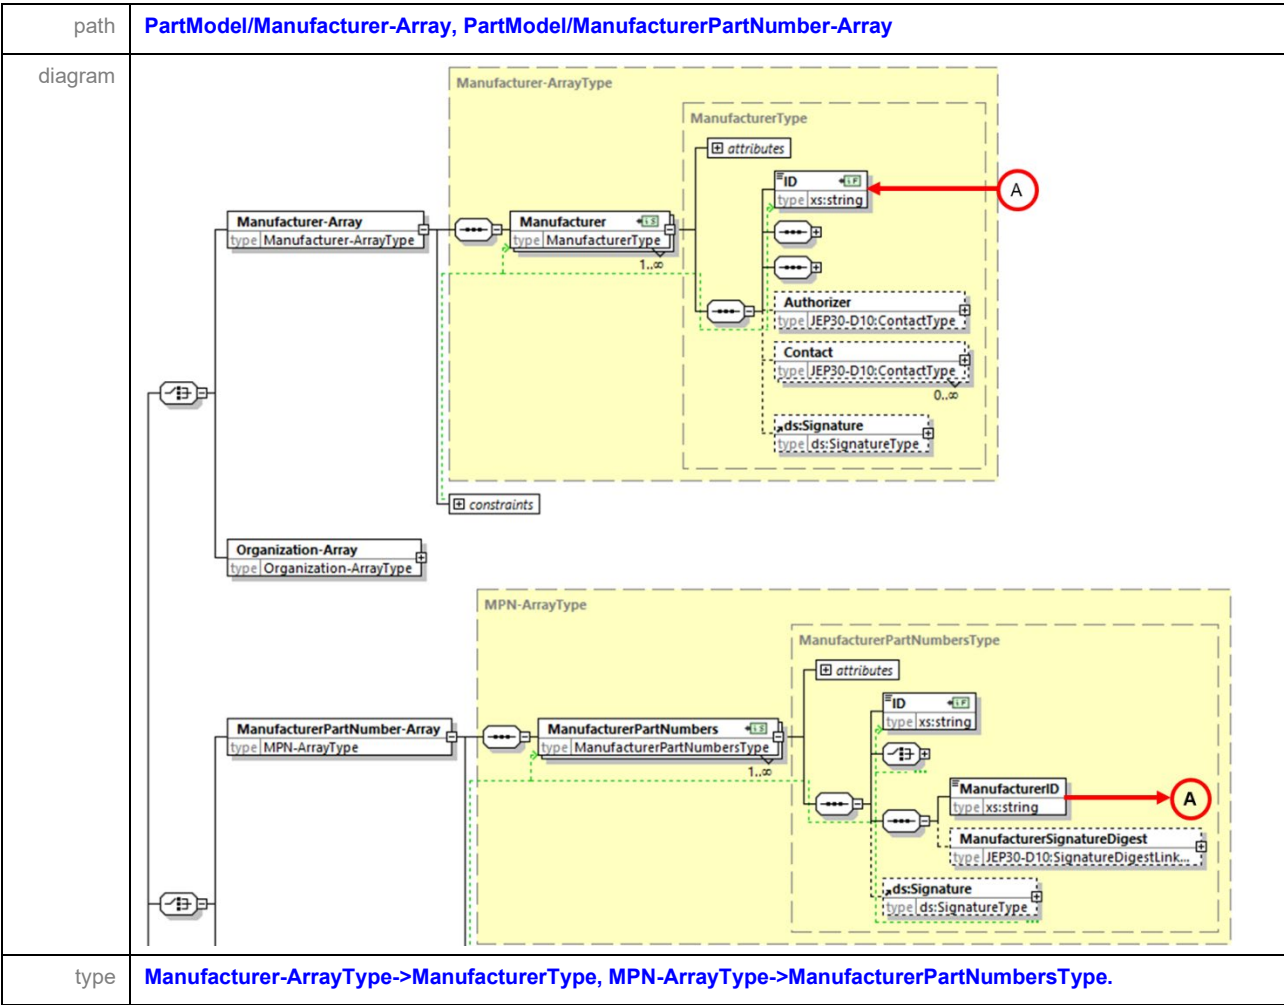 path
PartModel/Manufacturer-Array, PartModel/ManufacturerPartNumber-Array
diagram
Manufacturer-ArrayType
ManufacturerType
attributes
ID
type xs:string
A
Manufacturer-Array
type Manufacturer-ArrayType
Manufacturer
type ManufacturerType
1..∞
Authorizer
type JEP30-D10:ContactType
Contact
type JEP30-D10:ContactType
0..∞
ds:Signature
type ds:SignatureType
constraints
Organization-Array
type Organization-ArrayType
MPN-ArrayType
ManufacturerPartNumbersType
attributes
ID
type xs:string
ManufacturerPartNumber-Array
type MPN-ArrayType
ManufacturerPartNumbers
type ManufacturerPartNumbersType
1..∞
ManufacturerID
type xs:string
A
ManufacturerSignatureDigest
type JEP30-D10:SignatureDigestLink...
ds:Signature
type ds:SignatureType
type
Manufacturer-ArrayType->ManufacturerType, MPN-ArrayType->ManufacturerPartNumbersType.